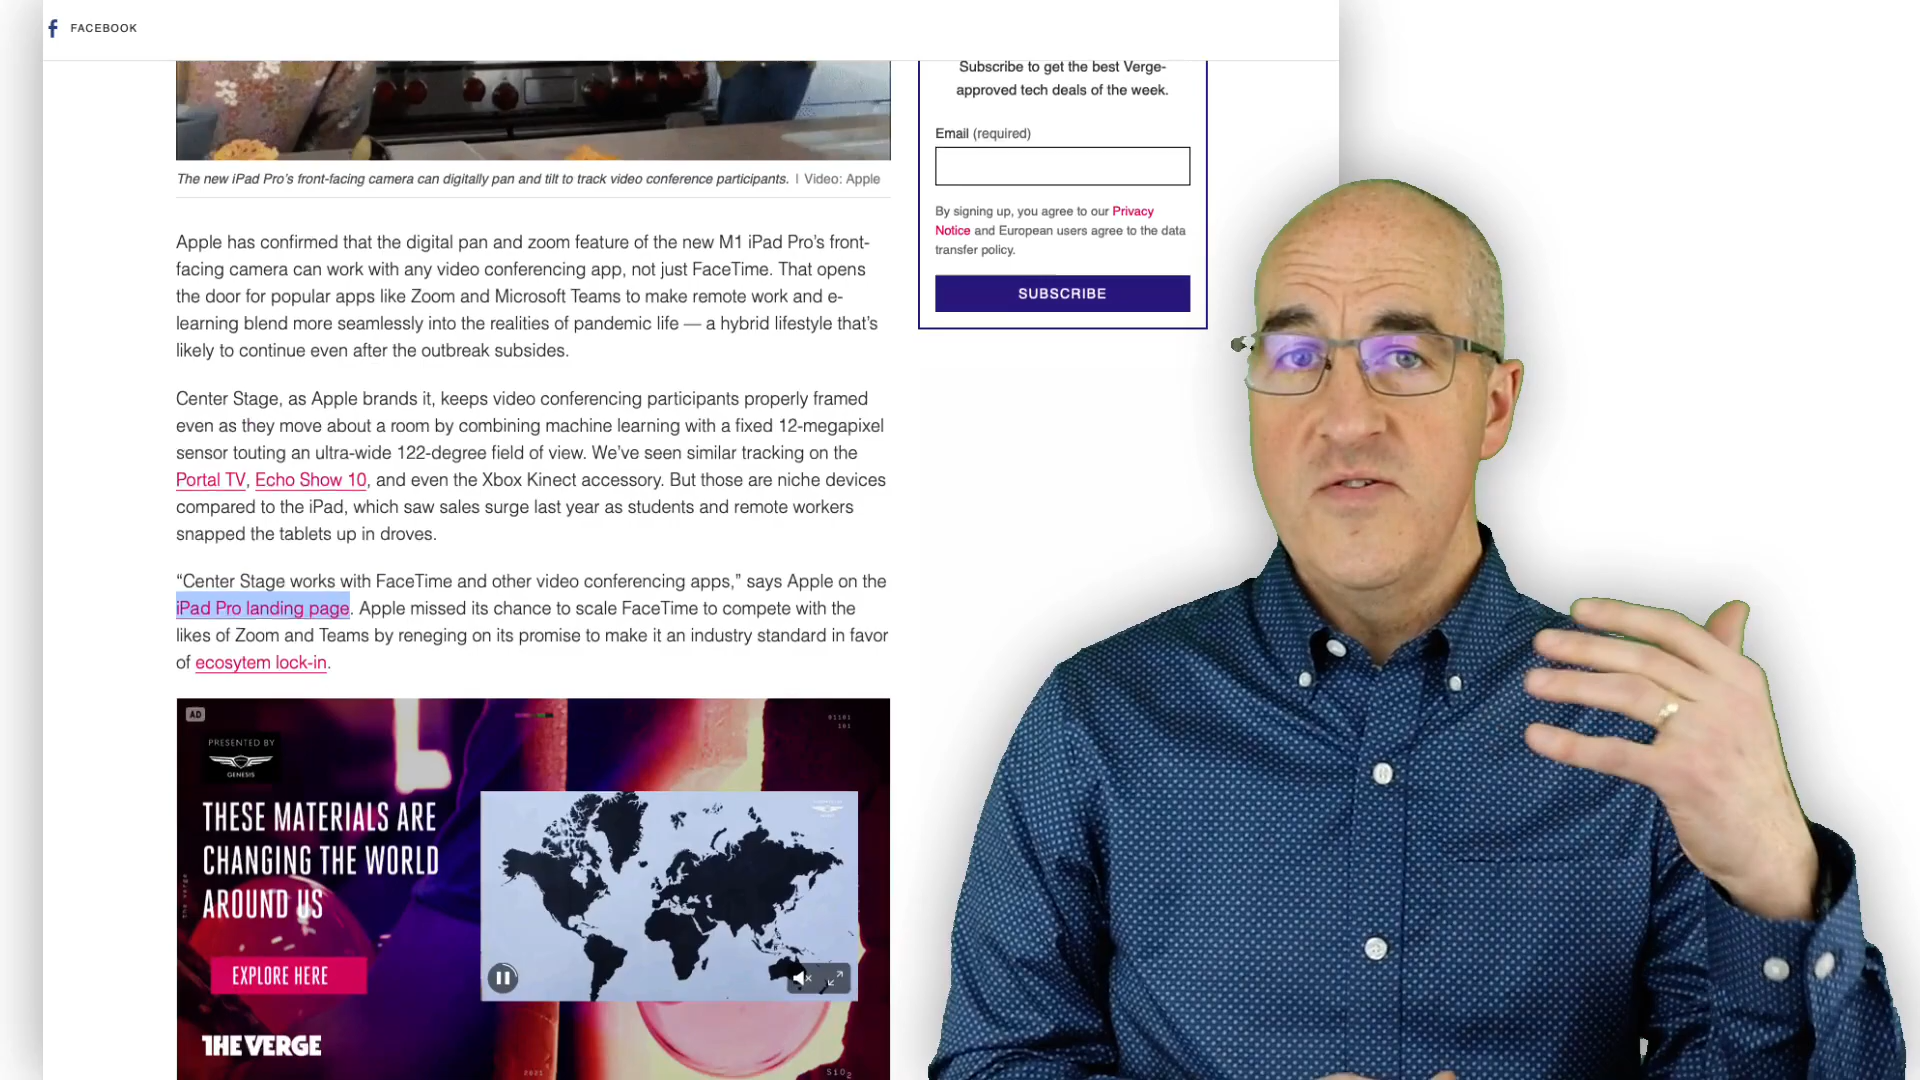 FACEBOOK
The new iPad Pro's front-facing camera can digitally pan and tilt to track video conference participants. | Video: Apple
Apple has confirmed that the digital pan and zoom feature of the new M1 iPad Pro’s front-
facing camera can work with any video conferencing app, not just FaceTime. That opens
the door for popular apps like Zoom and Microsoft Teams to make remote work and e-
learning blend more seamlessly into the realities of pandemic life — a hybrid lifestyle that’s
likely to continue even after the outbreak subsides.
Center Stage, as Apple brands it, keeps video conferencing participants properly framed
even as they move about a room by combining machine learning with a fixed 12-megapixel
sensor touting an ultra-wide 122-degree field of view. We’ve seen similar tracking on the
Portal TV, Echo Show 10, and even the Xbox Kinect accessory. But those are niche devices
compared to the iPad, which saw sales surge last year as students and remote workers
snapped the tablets up in droves.
“Center Stage works with FaceTime and other video conferencing apps,” says Apple on the
iPad Pro landing page. Apple missed its chance to scale FaceTime to compete with the
likes of Zoom and Teams by reneging on its promise to make it an industry standard in favor
of ecosytem lock-in.
AD
PRESENTED BY
GENESIS
THESE MATERIALS ARE
CHANGING THE WORLD
AROUND US
EXPLORE HERE
THE VERGE
2021
Subscribe to get the best Verge-
approved tech deals of the week.
Email (required)
By signing up, you agree to our Privacy
Notice and European users agree to the data
transfer policy.
SUBSCRIBE